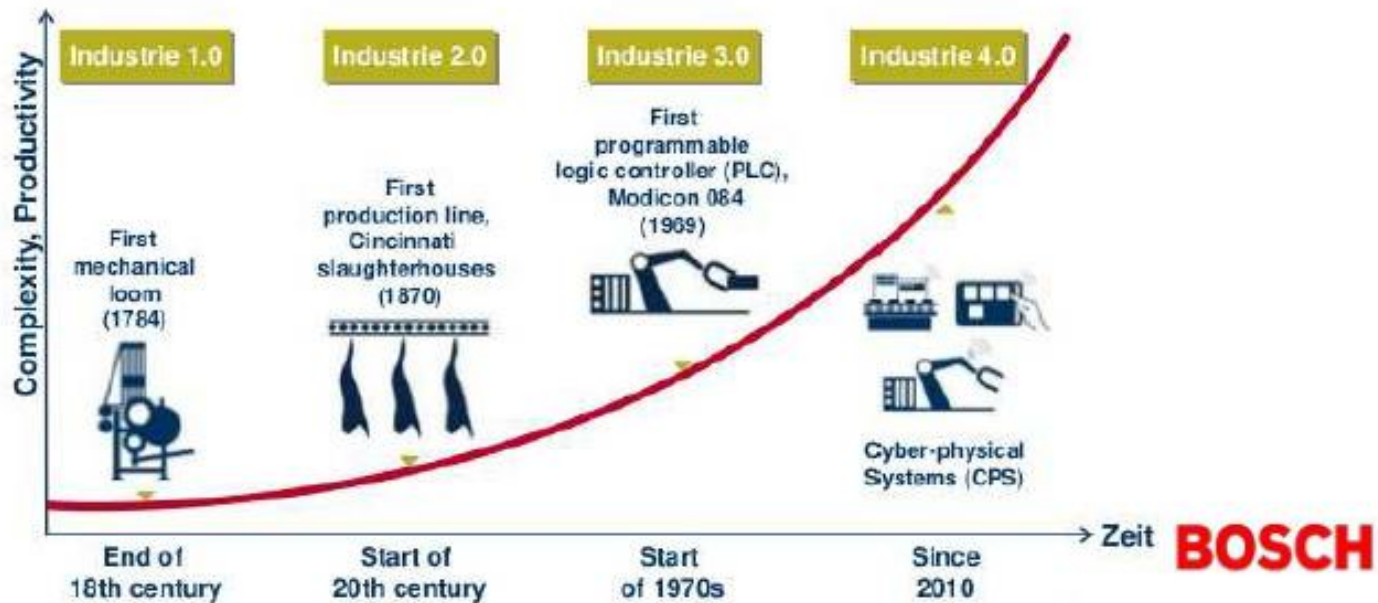 Complexity, Productivity
Industrie 1.0
Industrie 2.0
Industrie 3.0
Industrie 4.0
First
mechanical
loom
(1784)
First
production line,
Cincinnati
slaughterhouses
(1870)
First
programmable
logic controller (PLC),
Modicon 084
(1969)
Cyber-physical
Systems (CPS)
End of
18th century
Start of
20th century
Start
of 1970s
Since
2010
Zeit
BOSCH